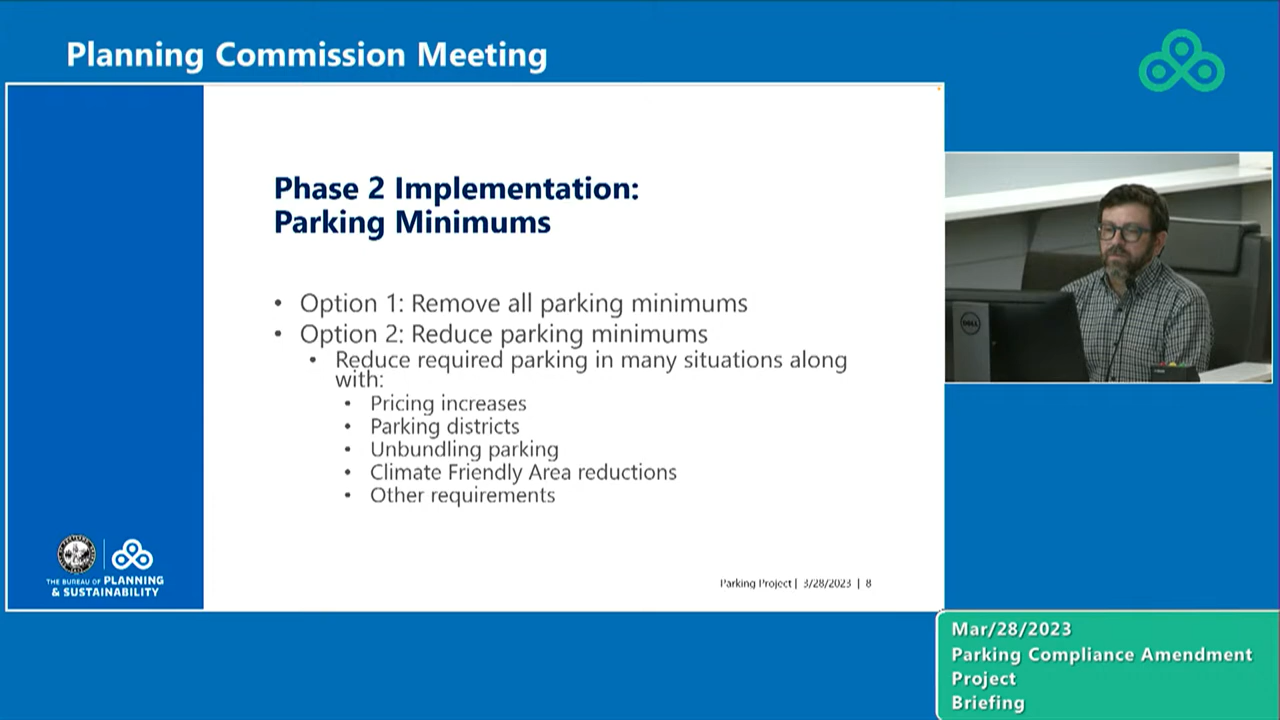 Planning Commission Meeting
Phase 2 Implementation:
Parking Minimums
• Option 1: Remove all parking minimums
• Option 2: Reduce parking minimums
• Reduce required parking in many situations along
with:
• Pricing increases
• Parking districts
• Unbundling parking
• Climate Friendly Area reductions
• Other requirements
THE BUREAU OF PLANNING
& SUSTAINABILITY
Parking Project | 3/28/2023 | 8
DELL
Mar/28/2023
Parking Compliance Amendment
Project
Briefing